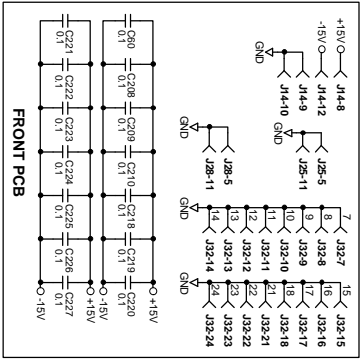 C221
0.1
C222
0.1
C223
0.1
C224
0.1
C225
0.1
C226
0.1
C227
0.1
+15V
-15V
C60
0.1
C208
0.1
C209
0.1
C210
0.1
C218
0.1
C219
0.1
C220
0.1
+15V
-15V
FRONT PCB
+15V
J14-8
-15V
J14-12
J14-9
J14-10
GND
J25-5
J25-11
GND
J28-5
J28-11
GND
7
J32-7
8
J32-8
9
J32-9
10
J32-10
11
J32-11
12
J32-12
13
J32-13
14
J32-14
GND
15
J32-15
16
J32-16
17
J32-17
18
J32-18
21
J32-21
22
J32-22
23
J32-23
24
J32-24
GND